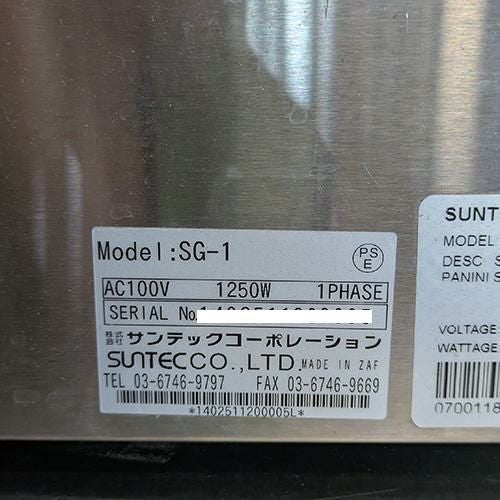 Model:SG-1
PS
E
AC100V 1250W 1PHASE
SERIAL No.
株式会社 サンテックコーポレーション
SUNTECCO.,LTD. MADE IN ZAF
TEL 03-6746-9797 FAX 03-6746-9669
*1402511200005L*
SUNT
MODEL
DESC S
PANINI S
VOLTAGE
WATTAGE
0700118